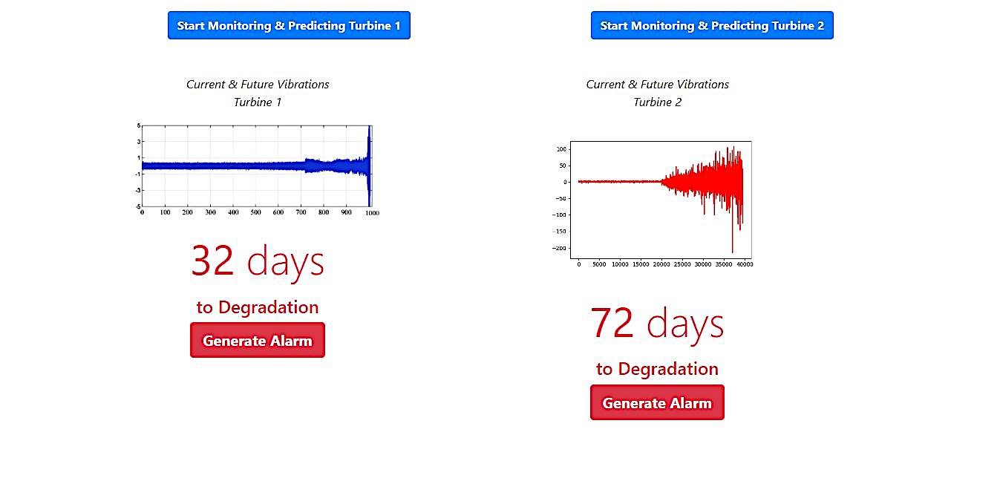 Start Monitoring & Predicting Turbine 1
Start Monitoring & Predicting Turbine 2
Current & Future Vibrations
Turbine 1
5
3
1
-1
-3
-5
0 100 200 300 400 500 600 700 800 900 1000
32 days
to Degradation
Generate Alarm
Current & Future Vibrations
Turbine 2
100
50
0
−50
−100
−150
−200
0 5000 10000 15000 20000 25000 30000 35000 40000
72 days
to Degradation
Generate Alarm